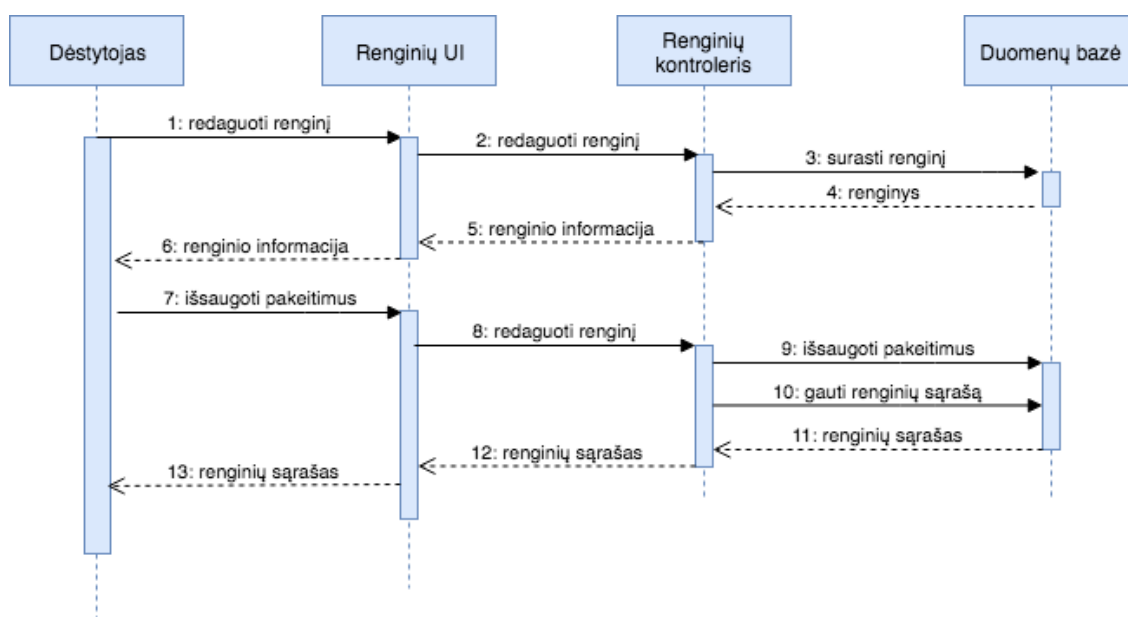 Dėstytojas
Renginių UI
Renginių
kontroleris
Duomenų bazė
1: redaguoti renginį
2: redaguoti renginį
3: surasti renginį
4: renginys
5: renginio informacija
6: renginio informacija
7: išsaugoti pakeitimus
8: redaguoti renginį
9: išsaugoti pakeitimus
10: gauti renginių sąrašą
11: renginių sąrašas
12: renginių sąrašas
13: renginių sąrašas